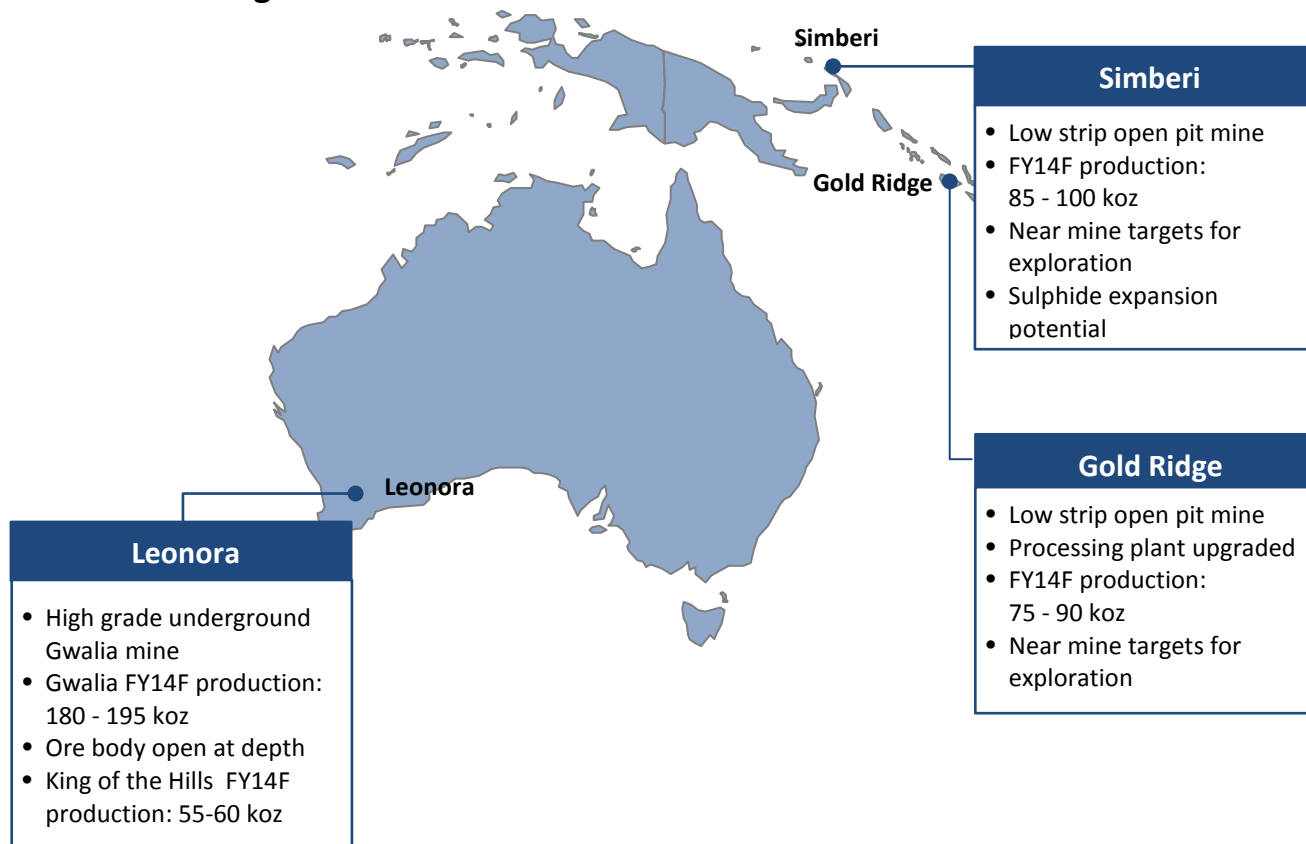 Simberi
Simberi
• Low strip open pit mine
• FY14F production:
85 - 100 koz
• Near mine targets for
exploration
• Sulphide expansion
potential
Gold Ridge
Gold Ridge
• Low strip open pit mine
• Processing plant upgraded
• FY14F production:
75 - 90 koz
• Near mine targets for
exploration
Leonora
Leonora
• High grade underground
Gwalia mine
• Gwalia FY14F production:
180 - 195 koz
• Ore body open at depth
• King of the Hills FY14F
production: 55-60 koz